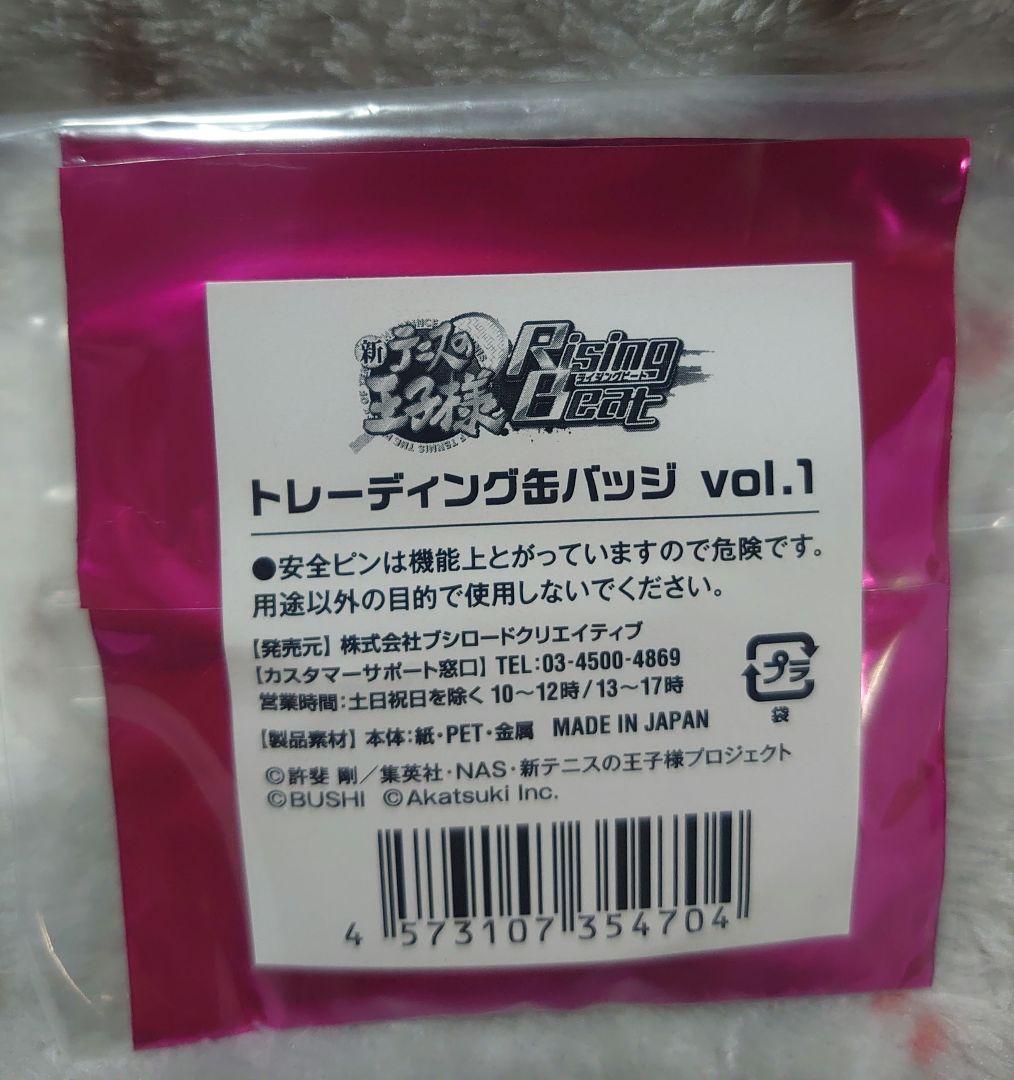 新テニスの王子様
Rising Beat
ライジングビート
トレーディング缶バッジ vol.1
●安全ピンは機能上とがっていますので危険です。
用途以外の目的で使用しないでください。
【発売元】株式会社ブシロードクリエイティブ
【カスタマーサポート窓口】TEL:03-4500-4869
営業時間:土日祝日を除く 10〜12時/13〜17時
プラ
袋
【製品素材】本体:紙・PET・金属 MADE IN JAPAN
©許斐 剛／集英社・NAS・新テニスの王子様プロジェクト
©BUSHI ©Akatsuki Inc.
4 573107 354704